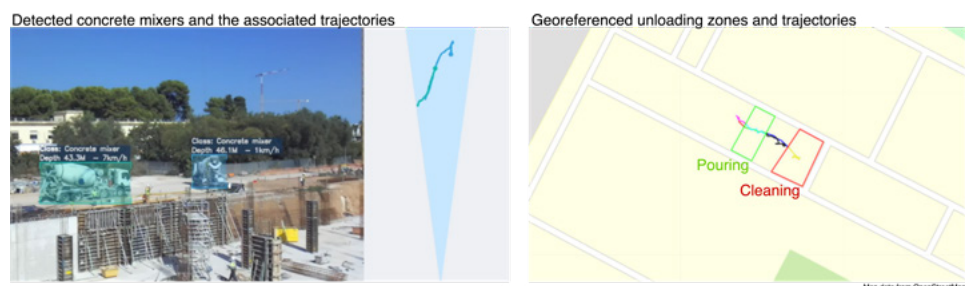 Detected concrete mixers and the associated trajectories
Georeferenced unloading zones and trajectories
Class: Concrete mixer
Depth 43.3M - 7km/h
Class: Concrete mixer
Depth 46.1M - 1km/h
Pouring
Cleaning
Map data from OpenStreetMap